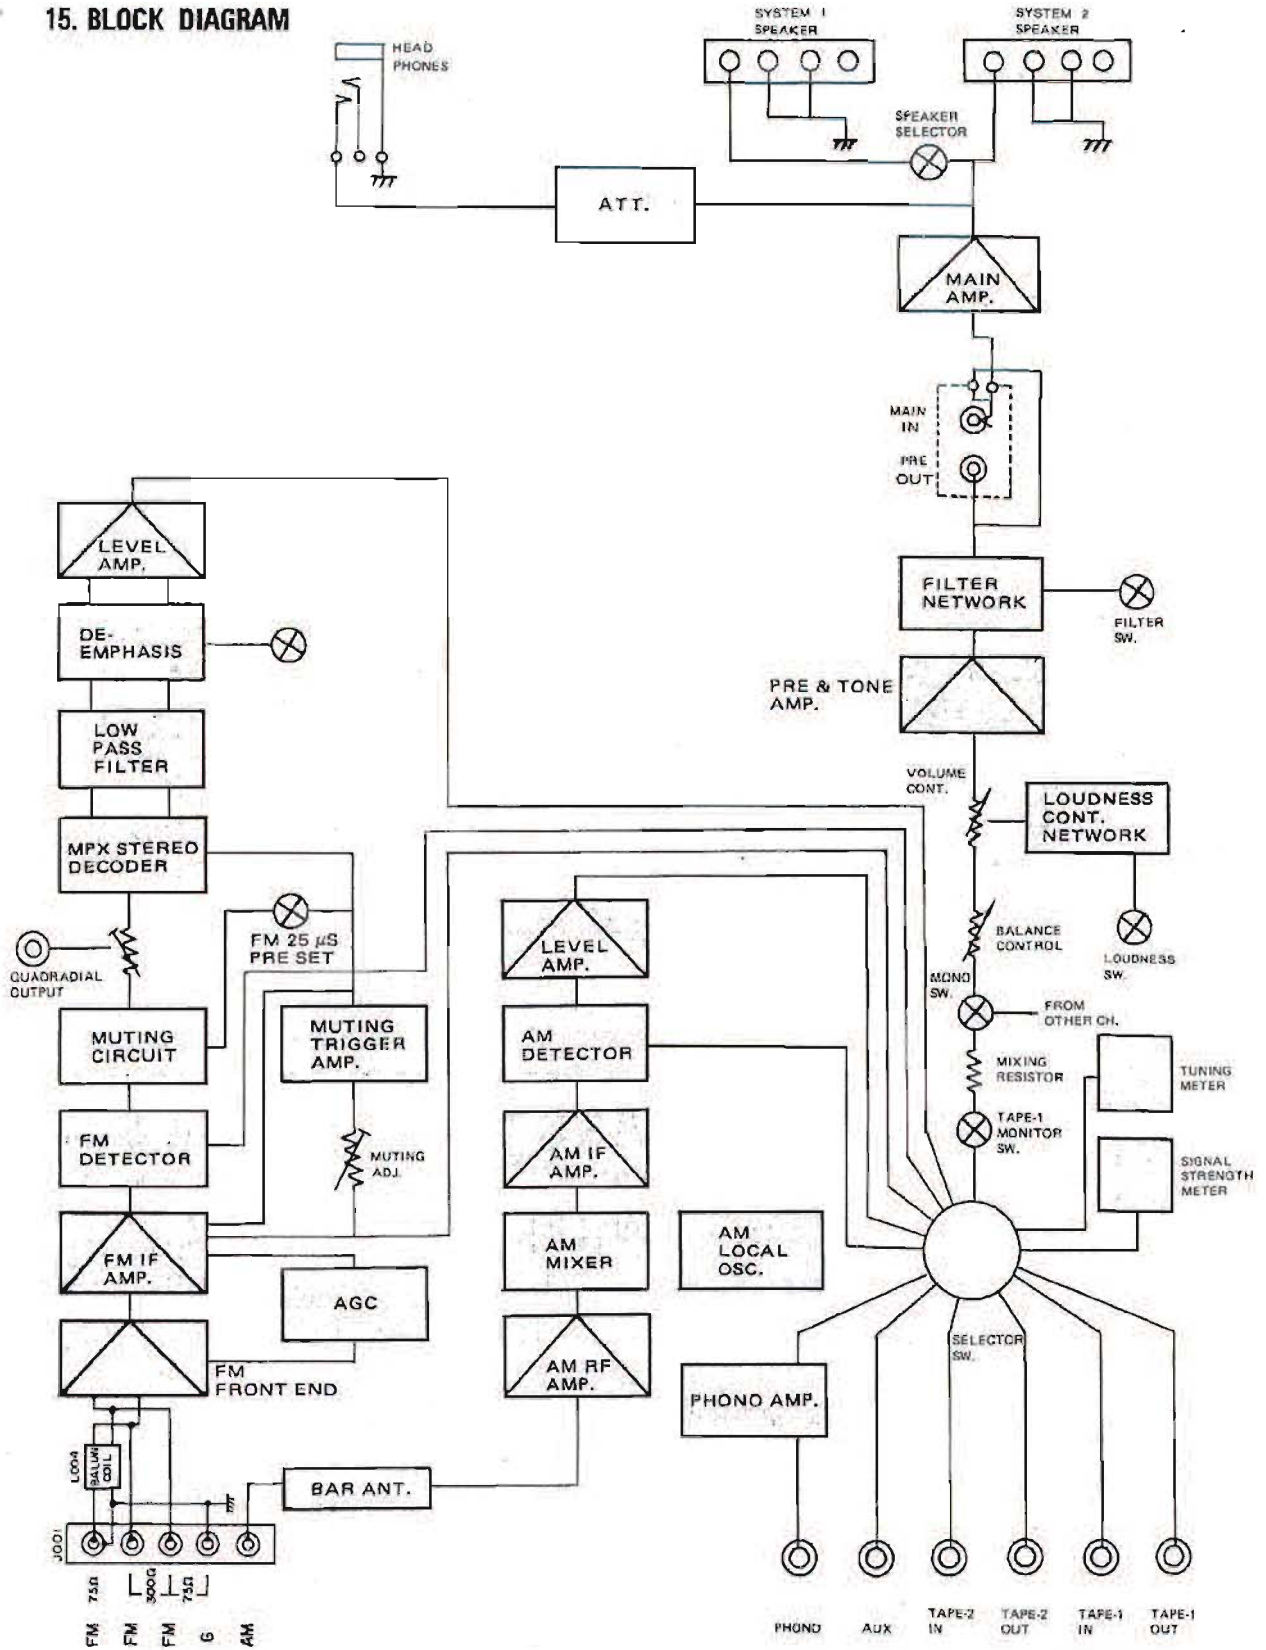 15. BLOCK DIAGRAM
SYSTEM 1
SPEAKER
SYSTEM 2
SPEAKER
HEAD
PHONES
SPEAKER
SELECTOR
ATT.
MAIN
AMP.
MAIN
IN
PRE
OUT
LEVEL
AMP.
FILTER
NETWORK
FILTER
SW.
DE-
EMPHASIS
PRE & TONE
AMP.
LOW
PASS
FILTER
VOLUME
CONT.
LOUDNESS
CONT.
NETWORK
MPX STEREO
DECODER
FM 25 µS
PRE SET
LEVEL
AMP.
BALANCE
CONTROL
LOUDNESS
SW.
QUADRADIAL
OUTPUT
MONO
SW.
FROM
OTHER CH.
MUTING
CIRCUIT
MUTING
TRIGGER
AMP.
AM
DETECTOR
MIXING
RESISTOR
TUNING
METER
FM
DETECTOR
MUTING
ADJ.
AM IF
AMP.
TAPE-1
MONITOR
SW.
SIGNAL
STRENGTH
METER
FM IF
AMP.
AM
MIXER
AM
LOCAL
OSC.
AGC
SELECTOR
SW.
FM
FRONT END
AM RF
AMP.
PHONO AMP.
L004
BALUN
COIL
BAR ANT.
J001
75Ω
300Ω
75Ω
FM
FM
FM
G
AM
PHONO
AUX
TAPE-2
IN
TAPE-2
OUT
TAPE-1
IN
TAPE-1
OUT